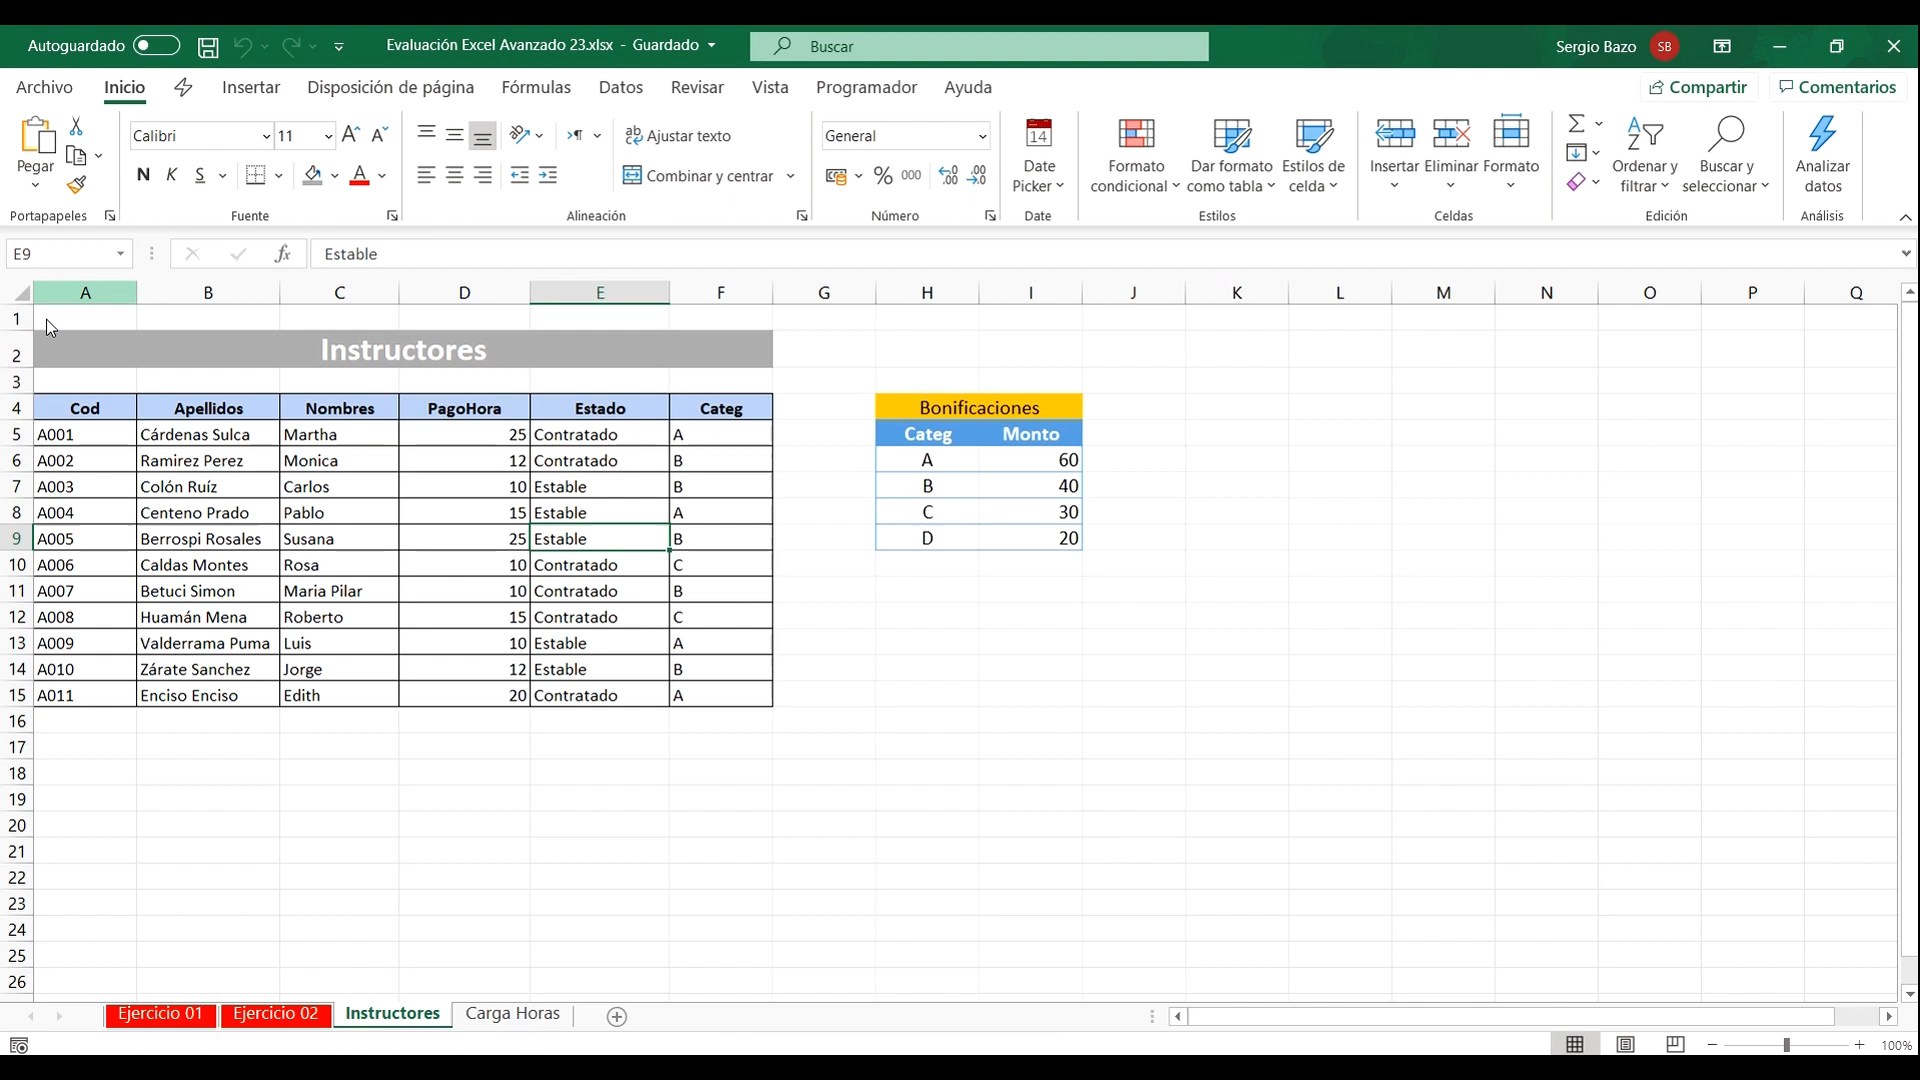 Autoguardado Evaluación Excel Avanzado 23.xlsx - Guardado Buscar Sergio Bazo SB
Archivo Inicio Insertar Disposición de página Fórmulas Datos Revisar Vista Programador Ayuda Compartir Comentarios
Calibri 11 Ajustar texto General
Pegar N K S Combinar y centrar % 000
14 Date Picker
Formato condicional Dar formato como tabla Estilos de celda
Insertar Eliminar Formato
Ordenar y filtrar Buscar y seleccionar
Analizar datos
Portapapeles Fuente Alineación Número Date Estilos Celdas Edición Análisis
E9 fx Estable
A B C D E F G H I J K L M N O P Q
1
2 Instructores
3
4 Cod Apellidos Nombres PagoHora Estado Categ Bonificaciones
5 A001 Cárdenas Sulca Martha 25 Contratado A Categ Monto
6 A002 Ramirez Perez Monica 12 Contratado B A 60
7 A003 Colón Ruíz Carlos 10 Estable B B 40
8 A004 Centeno Prado Pablo 15 Estable A C 30
9 A005 Berrospi Rosales Susana 25 Estable B D 20
10 A006 Caldas Montes Rosa 10 Contratado C
11 A007 Betuci Simon Maria Pilar 10 Contratado B
12 A008 Huamán Mena Roberto 15 Contratado C
13 A009 Valderrama Puma Luis 10 Estable A
14 A010 Zárate Sanchez Jorge 12 Estable B
15 A011 Enciso Enciso Edith 20 Contratado A
16
17
18
19
20
21
22
23
24
25
26
Ejercicio 01 Ejercicio 02 Instructores Carga Horas
100%